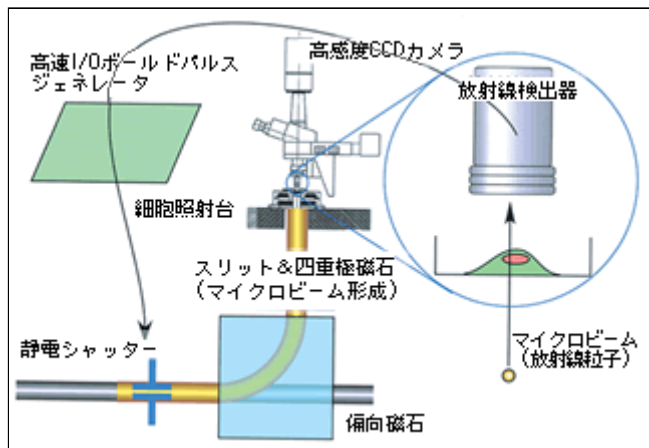 高速I/Oボールドパルス
ジェネレータ
高感度CCDカメラ
放射線検出器
細胞照射台
スリット＆四重極磁石
（マイクロビーム形成）
静電シャッター
マイクロビーム
（放射線粒子）
偏向磁石